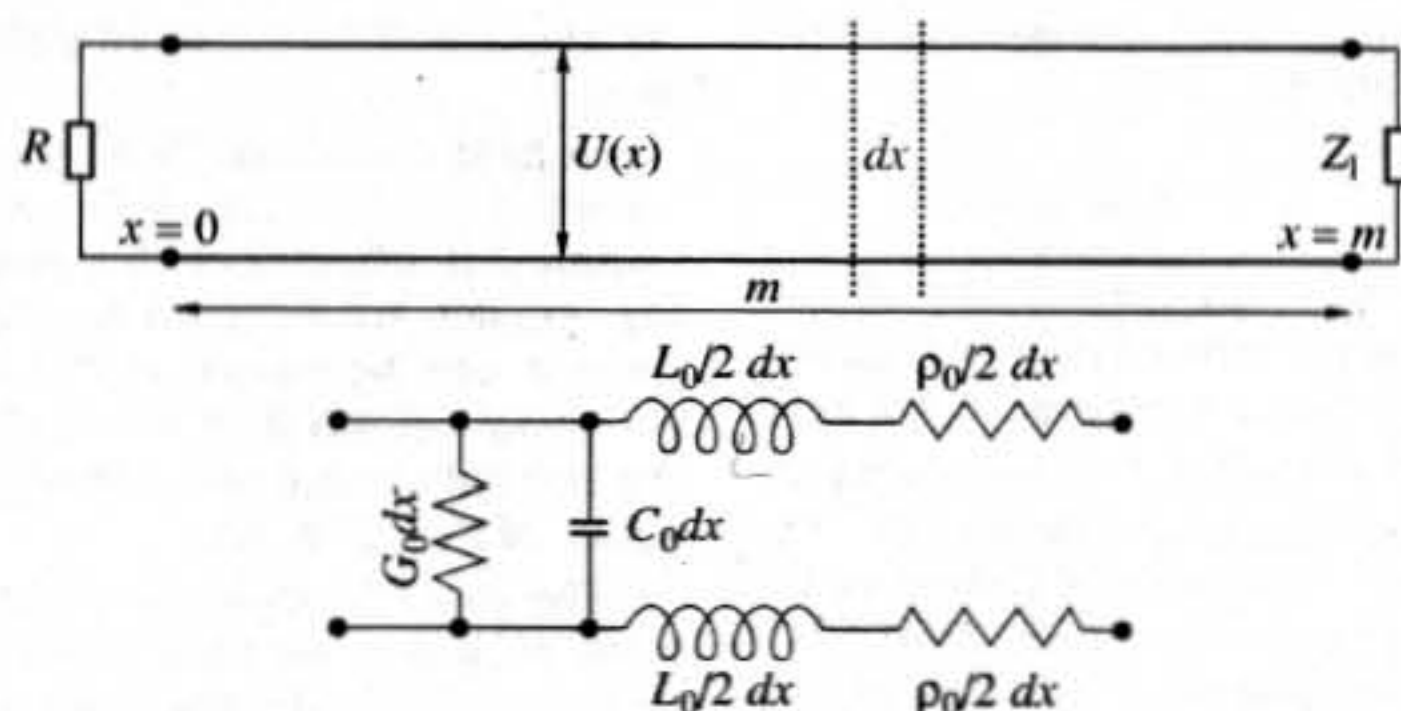 R U(x) dx Z₁
x = 0 x = m
m
L₀/2 dx ρ₀/2 dx
G₀dx C₀dx
L₀/2 dx ρ₀/2 dx